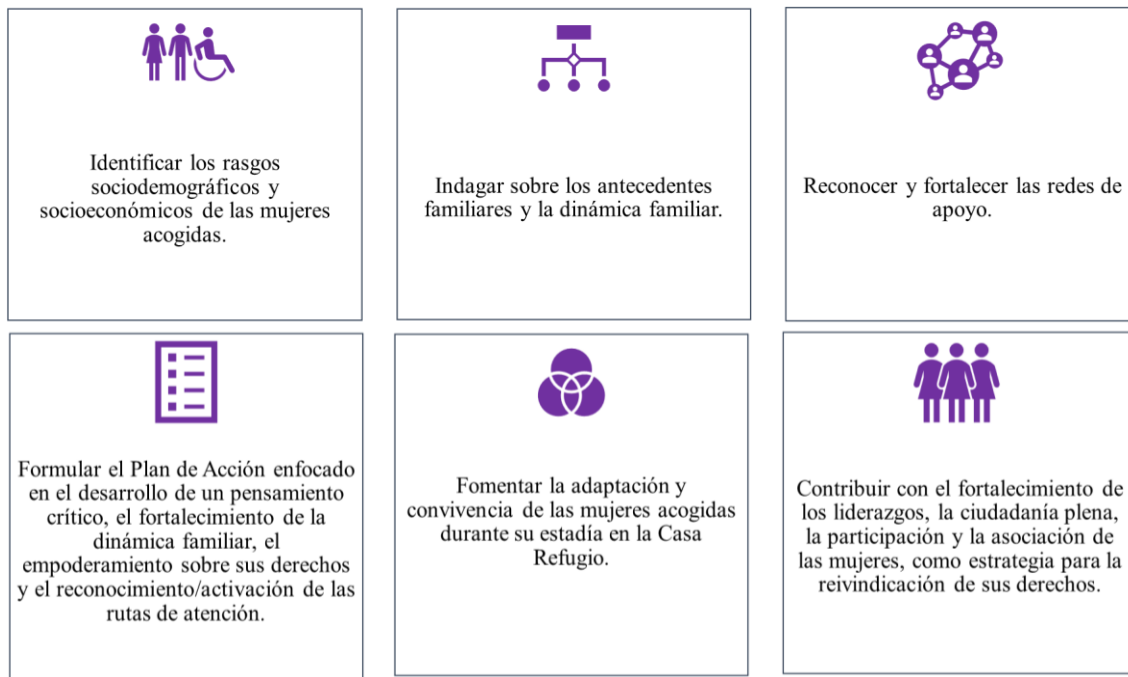 Identificar los rasgos
sociodemográficos y
socioeconómicos de las mujeres
acogidas.
Indagar sobre los antecedentes
familiares y la dinámica familiar.
Reconocer y fortalecer las redes de
apoyo.
Formular el Plan de Acción enfocado
en el desarrollo de un pensamiento
crítico, el fortalecimiento de la
dinámica familiar, el
empoderamiento sobre sus derechos
y el reconocimiento/activación de las
rutas de atención.
Fomentar la adaptación y
convivencia de las mujeres acogidas
durante su estadía en la Casa
Refugio.
Contribuir con el fortalecimiento de
los liderazgos, la ciudadanía plena,
la participación y la asociación de
las mujeres, como estrategia para la
reivindicación de sus derechos.